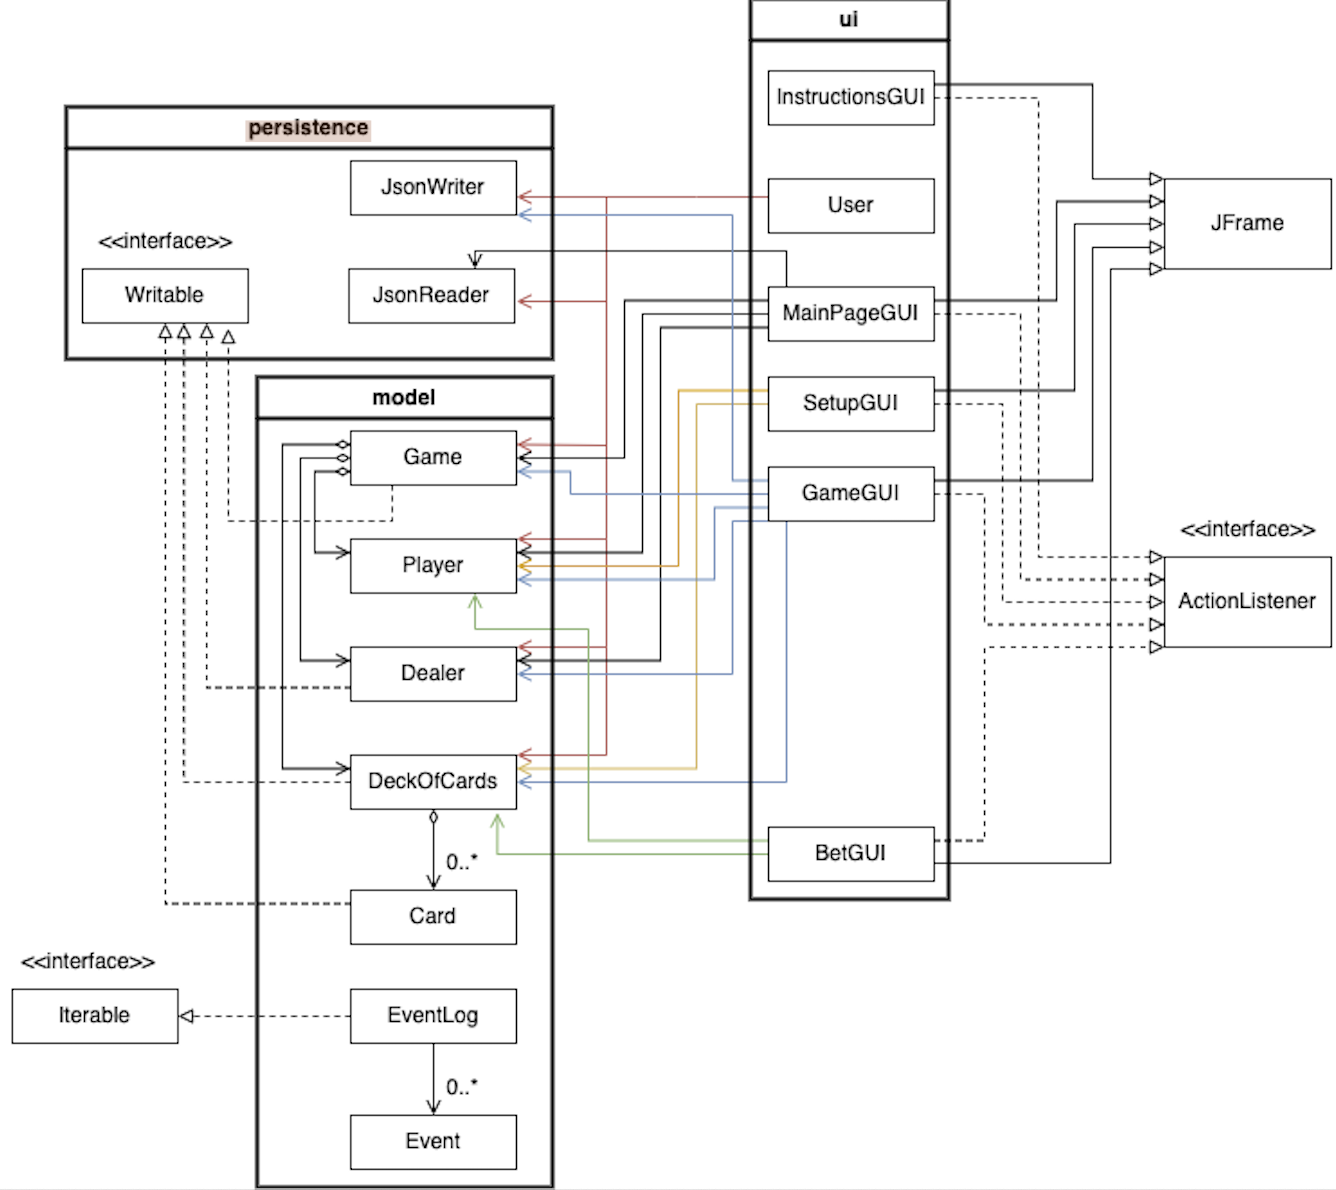 ui
InstructionsGUI
persistence
JsonWriter
User
JFrame
<<interface>>
Writable
JsonReader
MainPageGUI
model
SetupGUI
Game
GameGUI
<<interface>>
Player
ActionListener
Dealer
DeckOfCards
BetGUI
0..*
Card
<<interface>>
Iterable
EventLog
0..*
Event